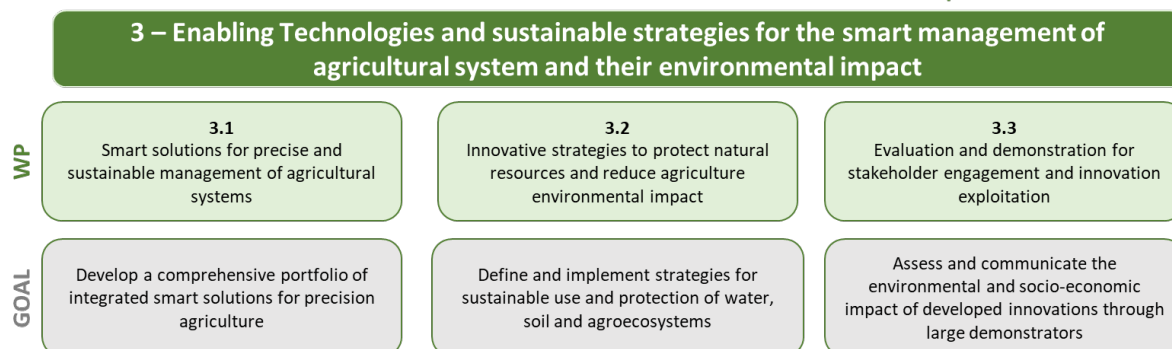 3 – Enabling Technologies and sustainable strategies for the smart management of
agricultural system and their environmental impact
WP
3.1
Smart solutions for precise and
sustainable management of agricultural
systems
3.2
Innovative strategies to protect natural
resources and reduce agriculture
environmental impact
3.3
Evaluation and demonstration for
stakeholder engagement and innovation
exploitation
GOAL
Develop a comprehensive portfolio of
integrated smart solutions for precision
agriculture
Define and implement strategies for
sustainable use and protection of water,
soil and agroecosystems
Assess and communicate the
environmental and socio-economic
impact of developed innovations through
large demonstrators